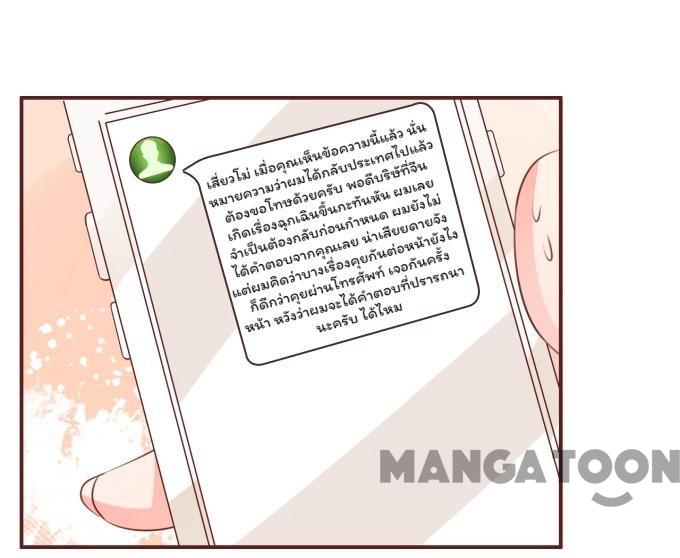 เสี่ยวโม่ เมื่อคุณเห็นข้อความนี้แล้ว นั่น
หมายความว่าผมได้กลับประเทศไปแล้ว
ต้องขอโทษด้วยครับ พอดีบริษัทที่จีน
เกิดเรื่องฉุกเฉินขึ้นกะทันหัน ผมเลย
จำเป็นต้องกลับก่อนกำหนด ผมยังไม่
ได้คำตอบจากคุณเลย น่าเสียยดายจัง
แต่ผมคิดว่าบางเรื่องคุยกันต่อหน้ายังไง
ก็ดีกว่าคุยผ่านโทรศัพท์ เจอกันครั้ง
หน้า หวังว่าผมจะได้คำตอบที่ปรารถนา
นะครับ ได้ไหม
MANGATOON